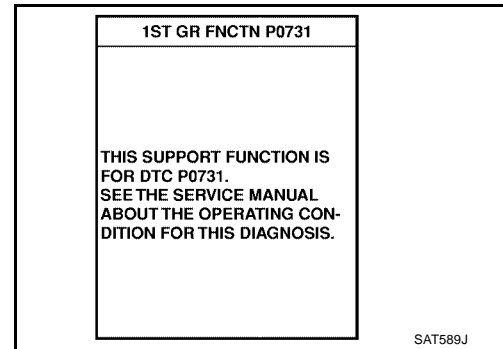 1ST GR FNCTN P0731
THIS SUPPORT FUNCTION IS
FOR DTC P0731.
SEE THE SERVICE MANUAL
ABOUT THE OPERATING CON-
DITION FOR THIS DIAGNOSIS.
SAT589J